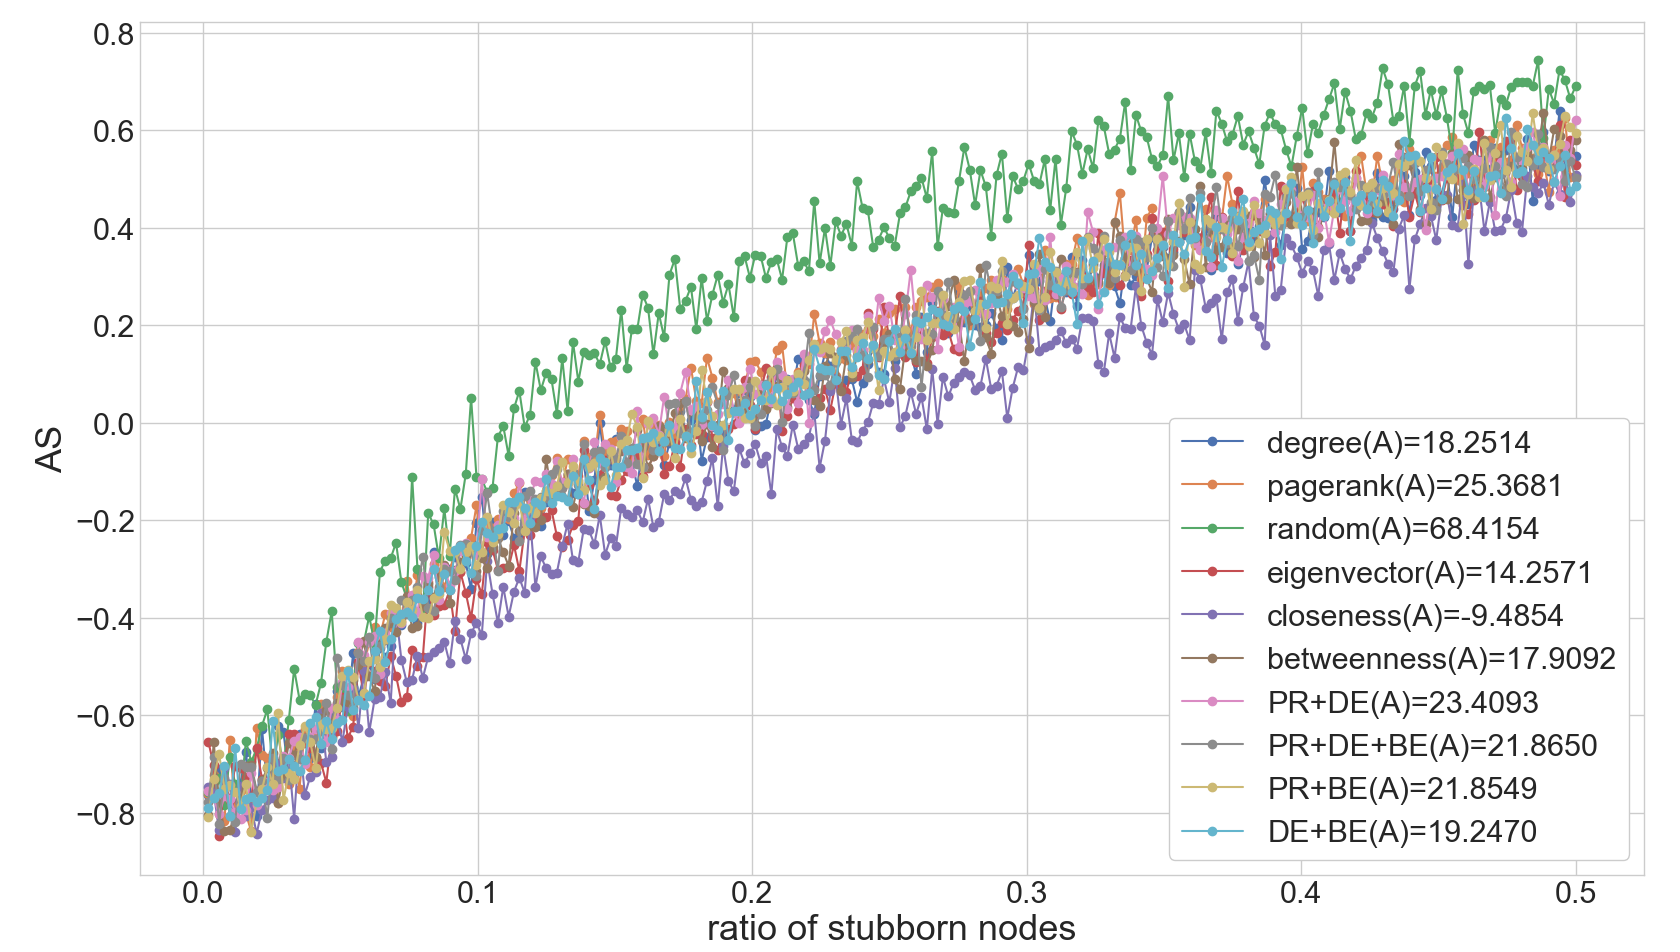 0.8
0.6
0.4
0.2
0.0
−0.2
−0.4
−0.6
−0.8
AS
degree(A)=18.2514
pagerank(A)=25.3681
random(A)=68.4154
eigenvector(A)=14.2571
closeness(A)=-9.4854
betweenness(A)=17.9092
PR+DE(A)=23.4093
PR+DE+BE(A)=21.8650
PR+BE(A)=21.8549
DE+BE(A)=19.2470
0.0 0.1 0.2 0.3 0.4 0.5
ratio of stubborn nodes